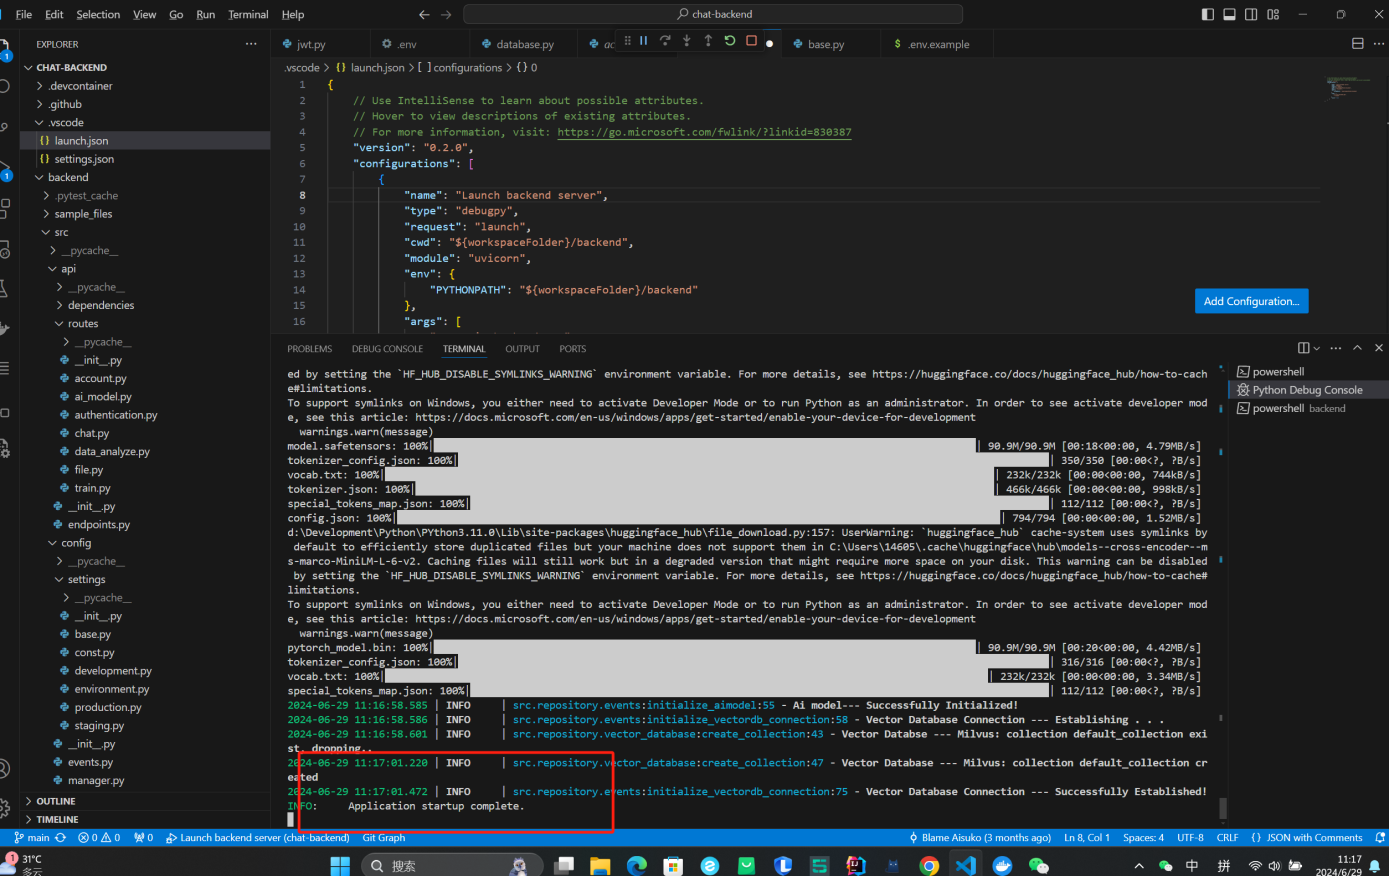 File Edit Selection View Go Run Terminal Help
chat-backend
EXPLORER
jwt.py
.env
database.py
ac
base.py
.env.example
CHAT-BACKEND
.devcontainer
.github
.vscode
launch.json
settings.json
backend
.pytest_cache
sample_files
src
__pycache__
api
__pycache__
dependencies
routes
__pycache__
__init__.py
account.py
ai_model.py
authentication.py
chat.py
data_analyze.py
file.py
train.py
__init__.py
endpoints.py
config
__pycache__
settings
__pycache__
__init__.py
base.py
const.py
development.py
environment.py
production.py
staging.py
__init__.py
events.py
manager.py
OUTLINE
TIMELINE
1
1
.vscode > {} launch.json > [ ] configurations > {} 0
1 {
2 // Use IntelliSense to learn about possible attributes.
3 // Hover to view descriptions of existing attributes.
4 // For more information, visit: https://go.microsoft.com/fwlink/?linkid=830387
5 "version": "0.2.0",
6 "configurations": [
7 {
8 "name": "Launch backend server",
9 "type": "debugpy",
10 "request": "launch",
11 "cwd": "${workspaceFolder}/backend",
12 "module": "uvicorn",
13 "env": {
14 "PYTHONPATH": "${workspaceFolder}/backend"
15 },
16 "args": [
Add Configuration...
PROBLEMS DEBUG CONSOLE TERMINAL OUTPUT PORTS
powershell
Python Debug Console
powershell backend
ed by setting the `HF_HUB_DISABLE_SYMLINKS_WARNING` environment variable. For more details, see https://huggingface.co/docs/huggingface_hub/how-to-cach
e#limitations.
To support symlinks on Windows, you either need to activate Developer Mode or to run Python as an administrator. In order to see activate developer mod
e, see this article: https://docs.microsoft.com/en-us/windows/apps/get-started/enable-your-device-for-development
warnings.warn(message)
model.safetensors: 100%| | 90.9M/90.9M [00:18<00:00, 4.79MB/s]
tokenizer_config.json: 100%| | 350/350 [00:00<?, ?B/s]
vocab.txt: 100%| | 232k/232k [00:00<00:00, 744kB/s]
tokenizer.json: 100%| | 466k/466k [00:00<00:00, 998kB/s]
special_tokens_map.json: 100%| | 112/112 [00:00<?, ?B/s]
config.json: 100%| | 794/794 [00:00<00:00, 1.52MB/s]
d:\Development\Python\PYthon3.11.0\Lib\site-packages\huggingface_hub\file_download.py:157: UserWarning: `huggingface_hub` cache-system uses symlinks by
default to efficiently store duplicated files but your machine does not support them in C:\Users\14605\.cache\huggingface\hub\models--cross-encoder--m
s-marco-MiniLM-L-6-v2. Caching files will still work but in a degraded version that might require more space on your disk. This warning can be disabled
by setting the `HF_HUB_DISABLE_SYMLINKS_WARNING` environment variable. For more details, see https://huggingface.co/docs/huggingface_hub/how-to-cache#
limitations.
To support symlinks on Windows, you either need to activate Developer Mode or to run Python as an administrator. In order to see activate developer mod
e, see this article: https://docs.microsoft.com/en-us/windows/apps/get-started/enable-your-device-for-development
warnings.warn(message)
pytorch_model.bin: 100%| | 90.9M/90.9M [00:20<00:00, 4.42MB/s]
tokenizer_config.json: 100%| | 316/316 [00:00<?, ?B/s]
vocab.txt: 100%| | 232k/232k [00:00<00:00, 3.34MB/s]
special_tokens_map.json: 100%| | 112/112 [00:00<?, ?B/s]
2024-06-29 11:16:58.585 | INFO | src.repository.events:initialize_aimodel:55 - Ai model--- Successfully Initialized!
2024-06-29 11:16:58.586 | INFO | src.repository.events:initialize_vectordb_connection:58 - Vector Database Connection --- Establishing . . .
2024-06-29 11:16:58.601 | INFO | src.repository.vector_database:create_collection:43 - Vector Databse --- Milvus: collection default_collection exi
st, dropping..
2024-06-29 11:17:01.220 | INFO | src.repository.vector_database:create_collection:47 - Vector Database --- Milvus: collection default_collection cr
eated
2024-06-29 11:17:01.472 | INFO | src.repository.events:initialize_vectordb_connection:75 - Vector Database Connection --- Successfully Established!
INFO: Application startup complete.
main 0 0 0 Launch backend server (chat-backend) Git Graph Blame Aisuko (3 months ago) Ln 8, Col 1 Spaces: 4 UTF-8 CRLF {} JSON with Comments
1
31°C
多云
搜索
中
拼
11:17
2024/6/29